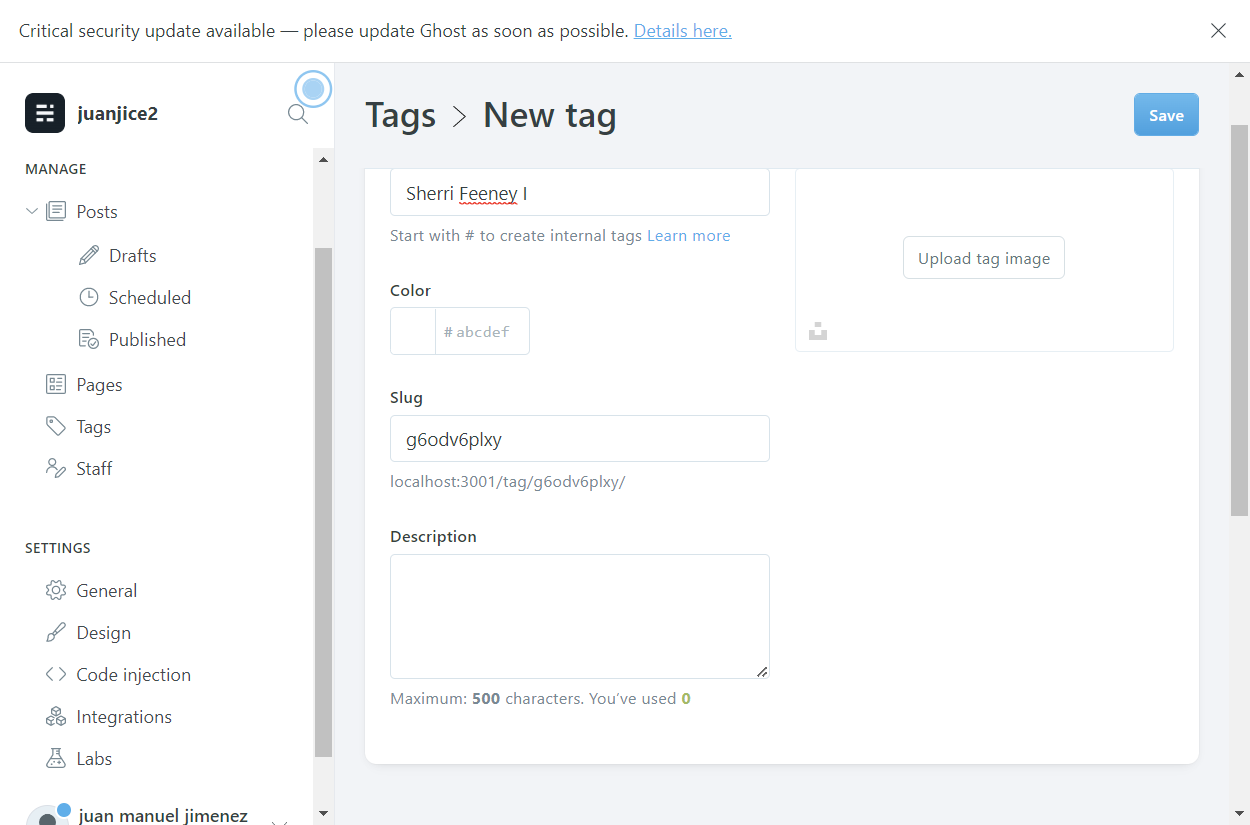 Critical security update available — please update Ghost as soon as possible. Details here.
juanjice2
MANAGE
Posts
Drafts
Scheduled
Published
Pages
Tags
Staff
SETTINGS
General
Design
Code injection
Integrations
Labs
juan manuel jimenez
Tags > New tag
Save
Sherri Feeney I
Start with # to create internal tags Learn more
Color
# abcdef
Slug
g6odv6plxy
localhost:3001/tag/g6odv6plxy/
Description
Maximum: 500 characters. You’ve used 0
Upload tag image